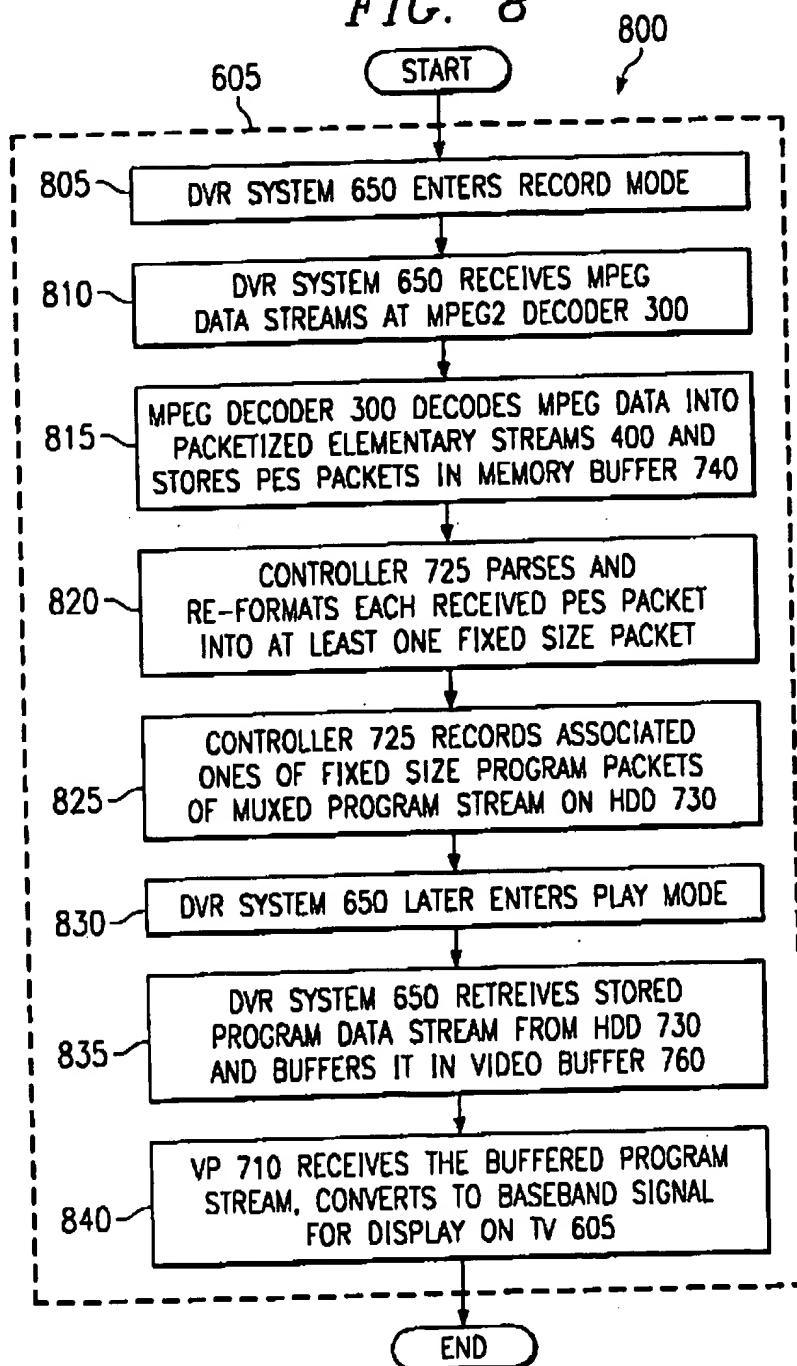 FIG. 8
800
START
605
805
DVR SYSTEM 650 ENTERS RECORD MODE
810
DVR SYSTEM 650 RECEIVES MPEG
DATA STREAMS AT MPEG2 DECODER 300
815
MPEG DECODER 300 DECODES MPEG DATA INTO
PACKETIZED ELEMENTARY STREAMS 400 AND
STORES PES PACKETS IN MEMORY BUFFER 740
820
CONTROLLER 725 PARSES AND
RE-FORMATS EACH RECEIVED PES PACKET
INTO AT LEAST ONE FIXED SIZE PACKET
825
CONTROLLER 725 RECORDS ASSOCIATED
ONES OF FIXED SIZE PROGRAM PACKETS
OF MUXED PROGRAM STREAM ON HDD 730
830
DVR SYSTEM 650 LATER ENTERS PLAY MODE
835
DVR SYSTEM 650 RETREIVES STORED
PROGRAM DATA STREAM FROM HDD 730
AND BUFFERS IT IN VIDEO BUFFER 760
840
VP 710 RECEIVES THE BUFFERED PROGRAM
STREAM, CONVERTS TO BASEBAND SIGNAL
FOR DISPLAY ON TV 605
END